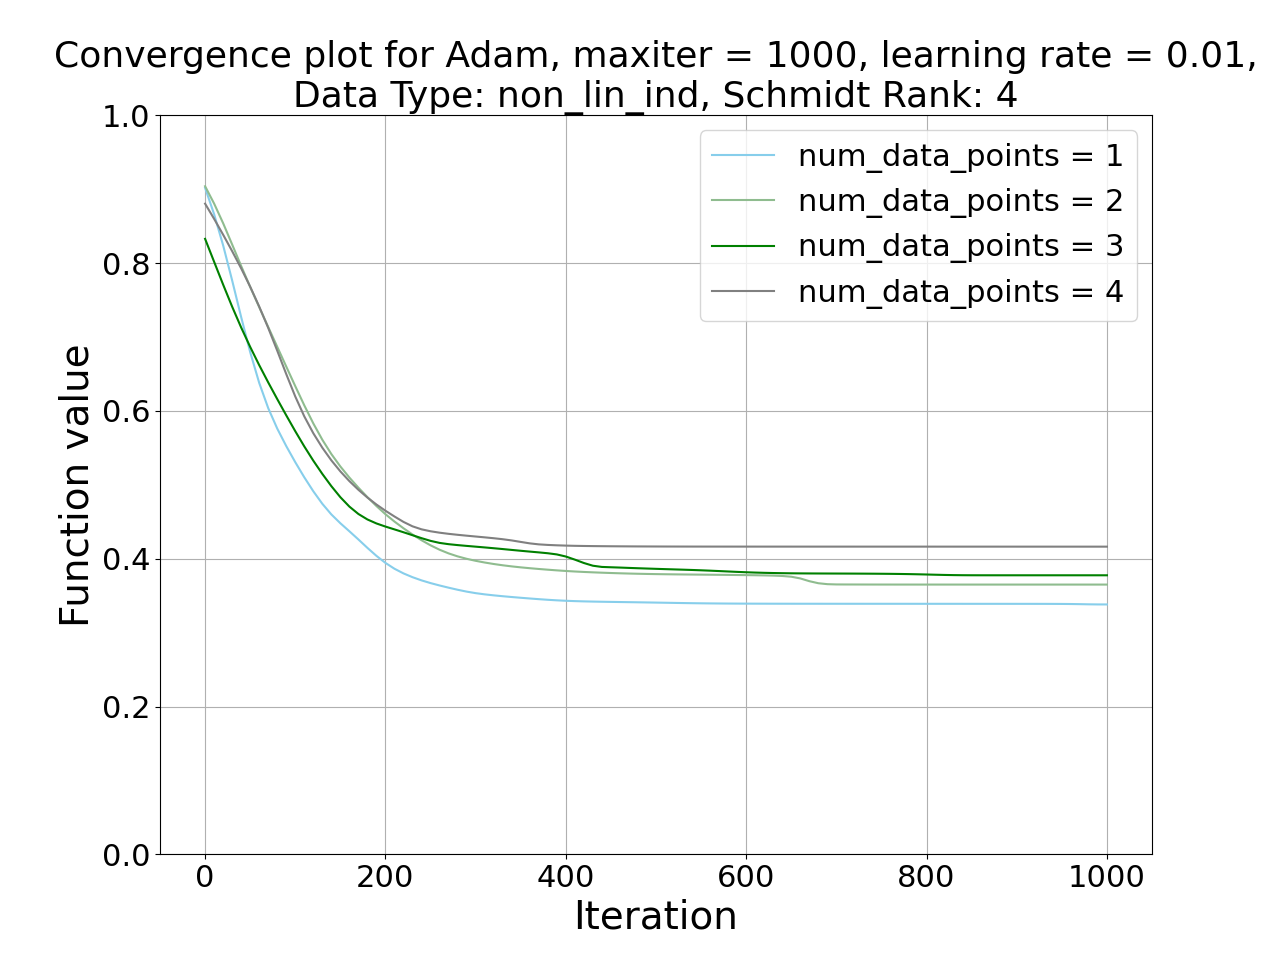 Convergence plot for Adam, maxiter = 1000, learning rate = 0.01,
Data Type: non_lin_ind, Schmidt Rank: 4
num_data_points = 1
num_data_points = 2
num_data_points = 3
num_data_points = 4
Function value
1.0
0.8
0.6
0.4
0.2
0.0
0 200 400 600 800 1000
Iteration